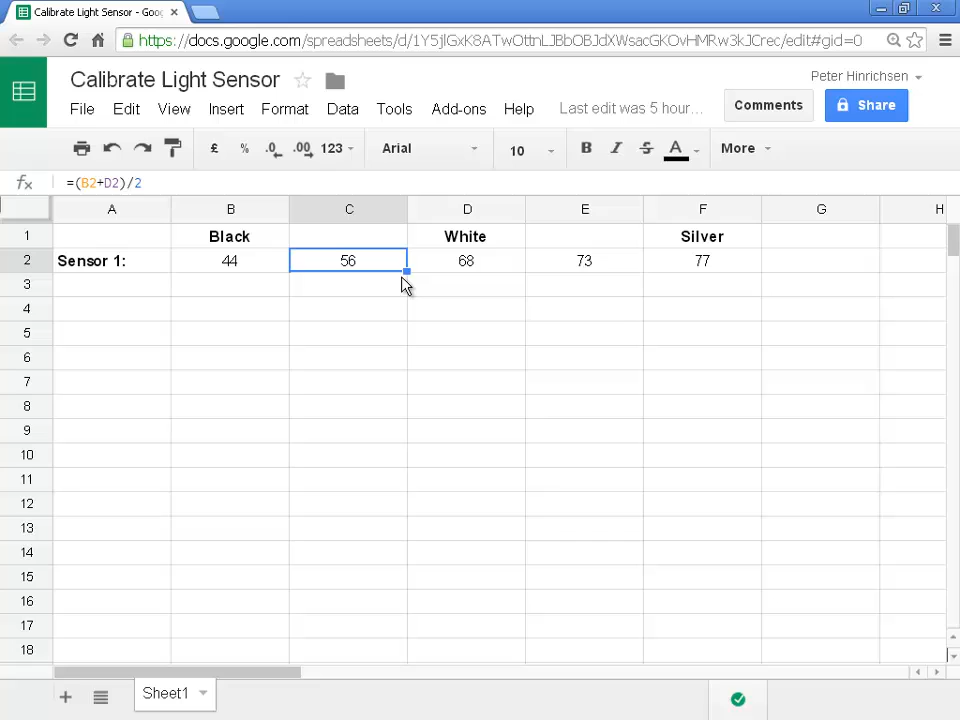 Calibrate Light Sensor - Goo
https://docs.google.com/spreadsheets/d/1Y5jlGxK8ATwOttnLJBbOBJdXWsacGKOvHMRw3kJCrec/edit#gid=0
Calibrate Light Sensor
Peter Hinrichsen
File Edit View Insert Format Data Tools Add-ons Help Last edit was 5 hour…
Comments Share
£ % .0 .00 123 Arial 10 B I S A More
fx =(B2+D2)/2
A B C D E F G H
1 Black White Silver
2 Sensor 1: 44 56 68 73 77
3
4
5
6
7
8
9
10
11
12
13
14
15
16
17
18
Sheet1